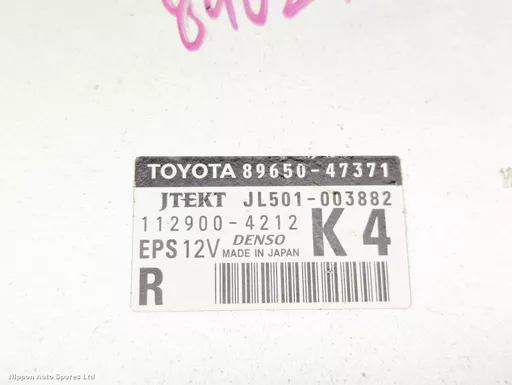 TOYOTA 89650-47371
JTEKT JL501-003882
112900-4212
EPS 12V DENSO MADE IN JAPAN K4
R
Nippon Auto Spares Ltd